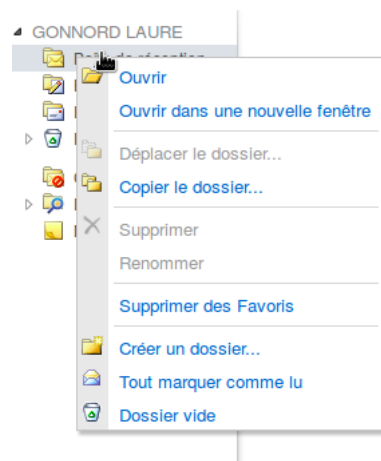 GONNORD LAURE
Ouvrir
Ouvrir dans une nouvelle fenêtre
Déplacer le dossier...
Copier le dossier...
Supprimer
Renommer
Supprimer des Favoris
Créer un dossier...
Tout marquer comme lu
Dossier vide